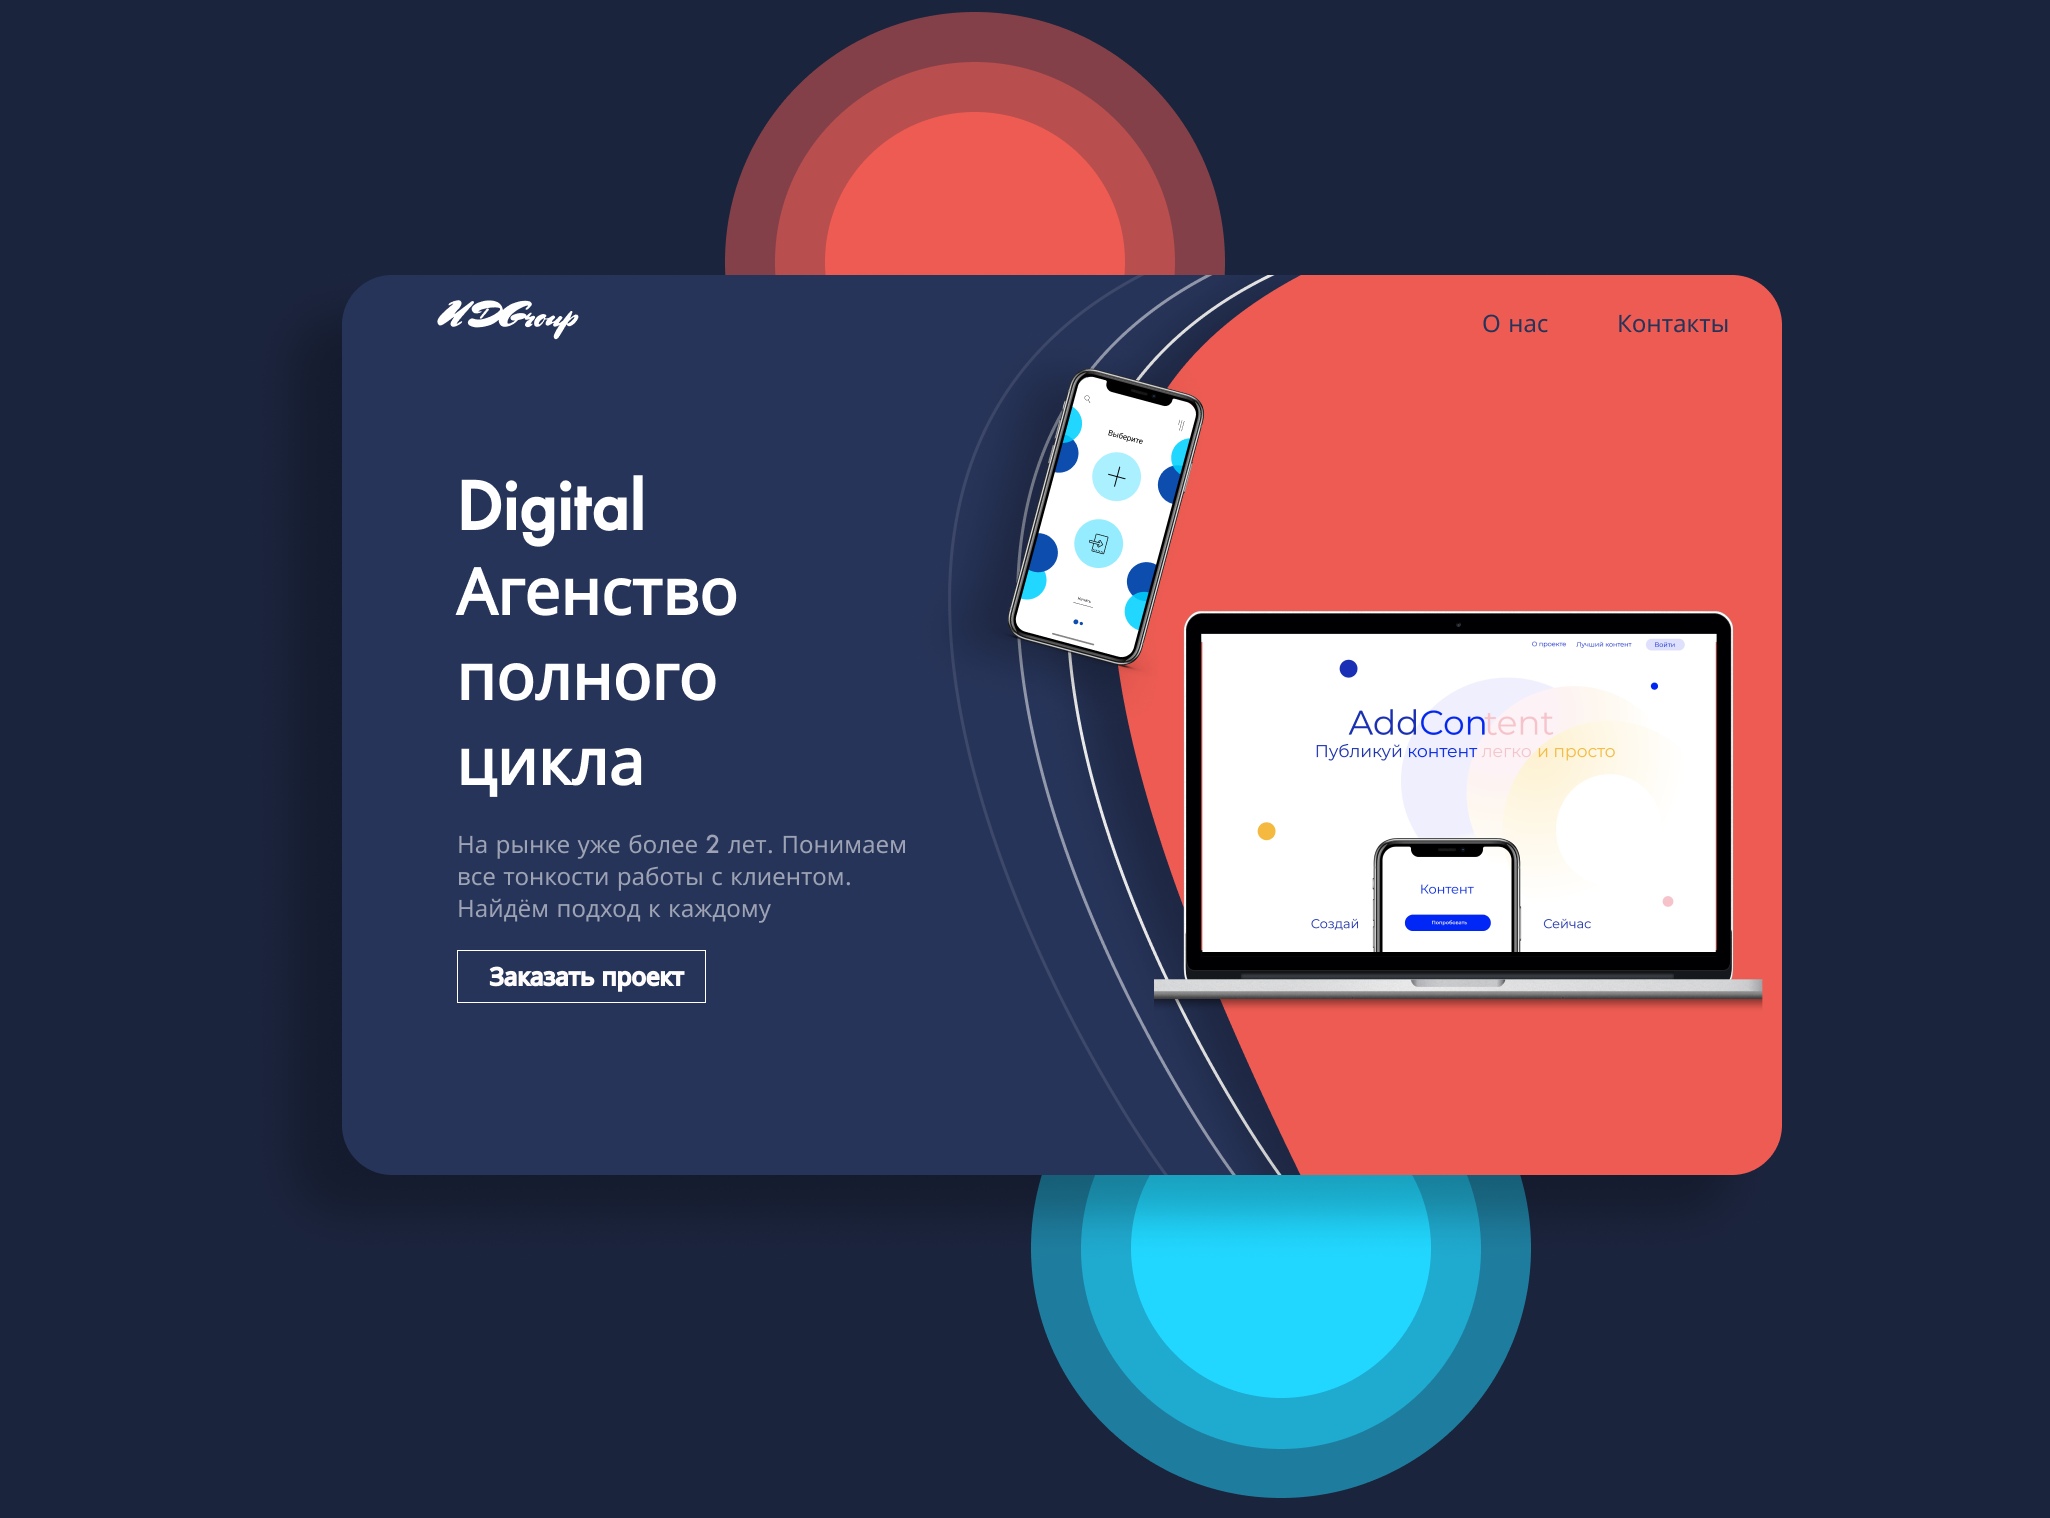 UDGroup
О нас
Контакты
Digital
Агенство
полного
цикла
На рынке уже более 2 лет. Понимаем
все тонкости работы с клиентом.
Найдём подход к каждому
Заказать проект
Выберите
Начать
О проекте
Лучший контент
Войти
AddContent
Публикуй контент легко и просто
Контент
Создай
Попробовать
Сейчас